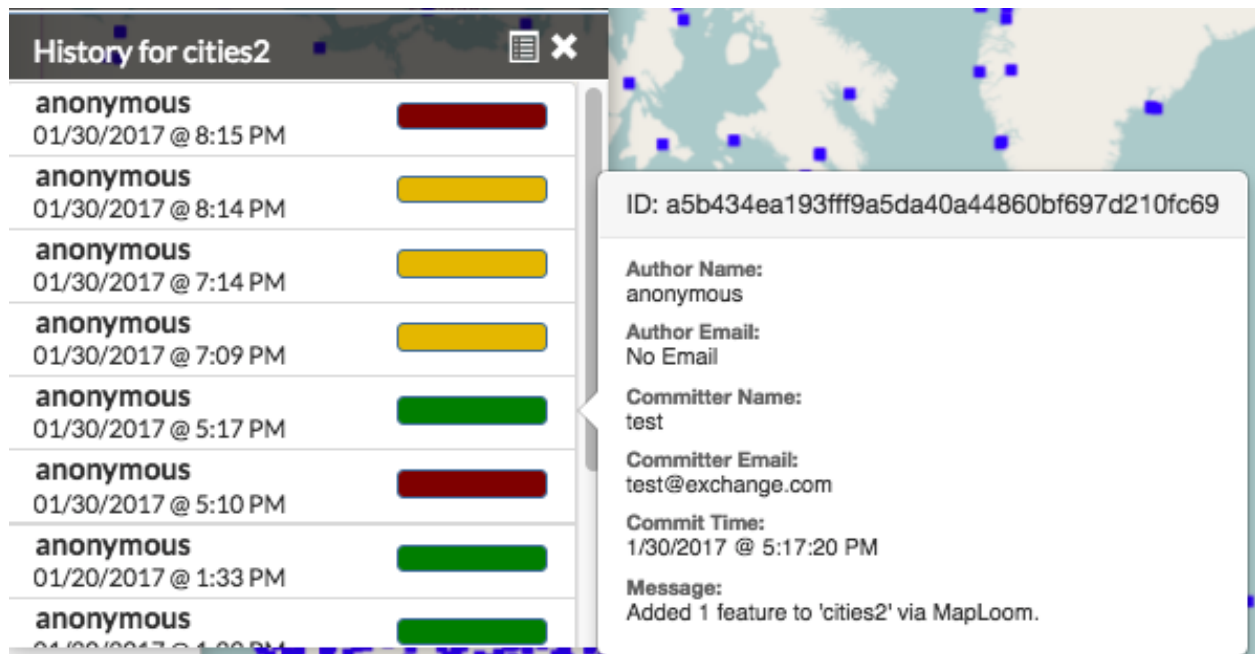 History for cities2
anonymous
01/30/2017 @ 8:15 PM
anonymous
01/30/2017 @ 8:14 PM
anonymous
01/30/2017 @ 7:14 PM
anonymous
01/30/2017 @ 7:09 PM
anonymous
01/30/2017 @ 5:17 PM
anonymous
01/30/2017 @ 5:10 PM
anonymous
01/20/2017 @ 1:33 PM
anonymous
ID: a5b434ea193fff9a5da40a44860bf697d210fc69
Author Name:
anonymous
Author Email:
No Email
Committer Name:
test
Committer Email:
test@exchange.com
Commit Time:
1/30/2017 @ 5:17:20 PM
Message:
Added 1 feature to 'cities2' via MapLoom.